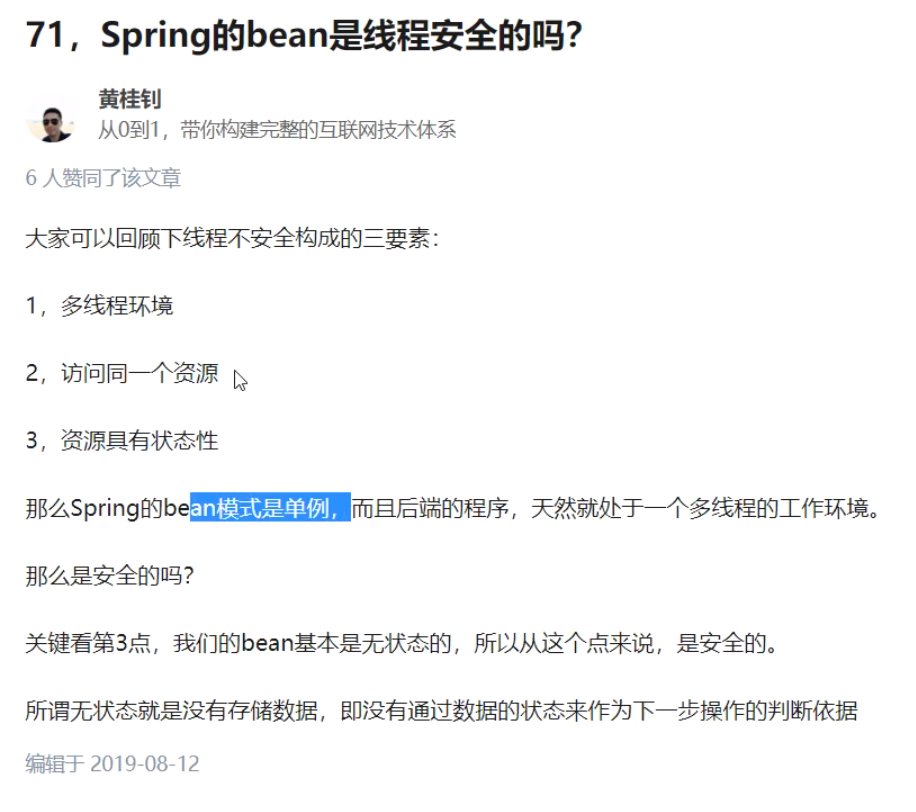 71，Spring的bean是线程安全的吗？
黄桂钊
从0到1，带你构建完整的互联网技术体系
6 人赞同了该文章
大家可以回顾下线程不安全构成的三要素：
1，多线程环境
2，访问同一个资源
3，资源具有状态性
那么Spring的bean模式是单例，而且后端的程序，天然就处于一个多线程的工作环境。
那么是安全的吗？
关键看第3点，我们的bean基本是无状态的，所以从这个点来说，是安全的。
所谓无状态就是没有存储数据，即没有通过数据的状态来作为下一步操作的判断依据
编辑于 2019-08-12